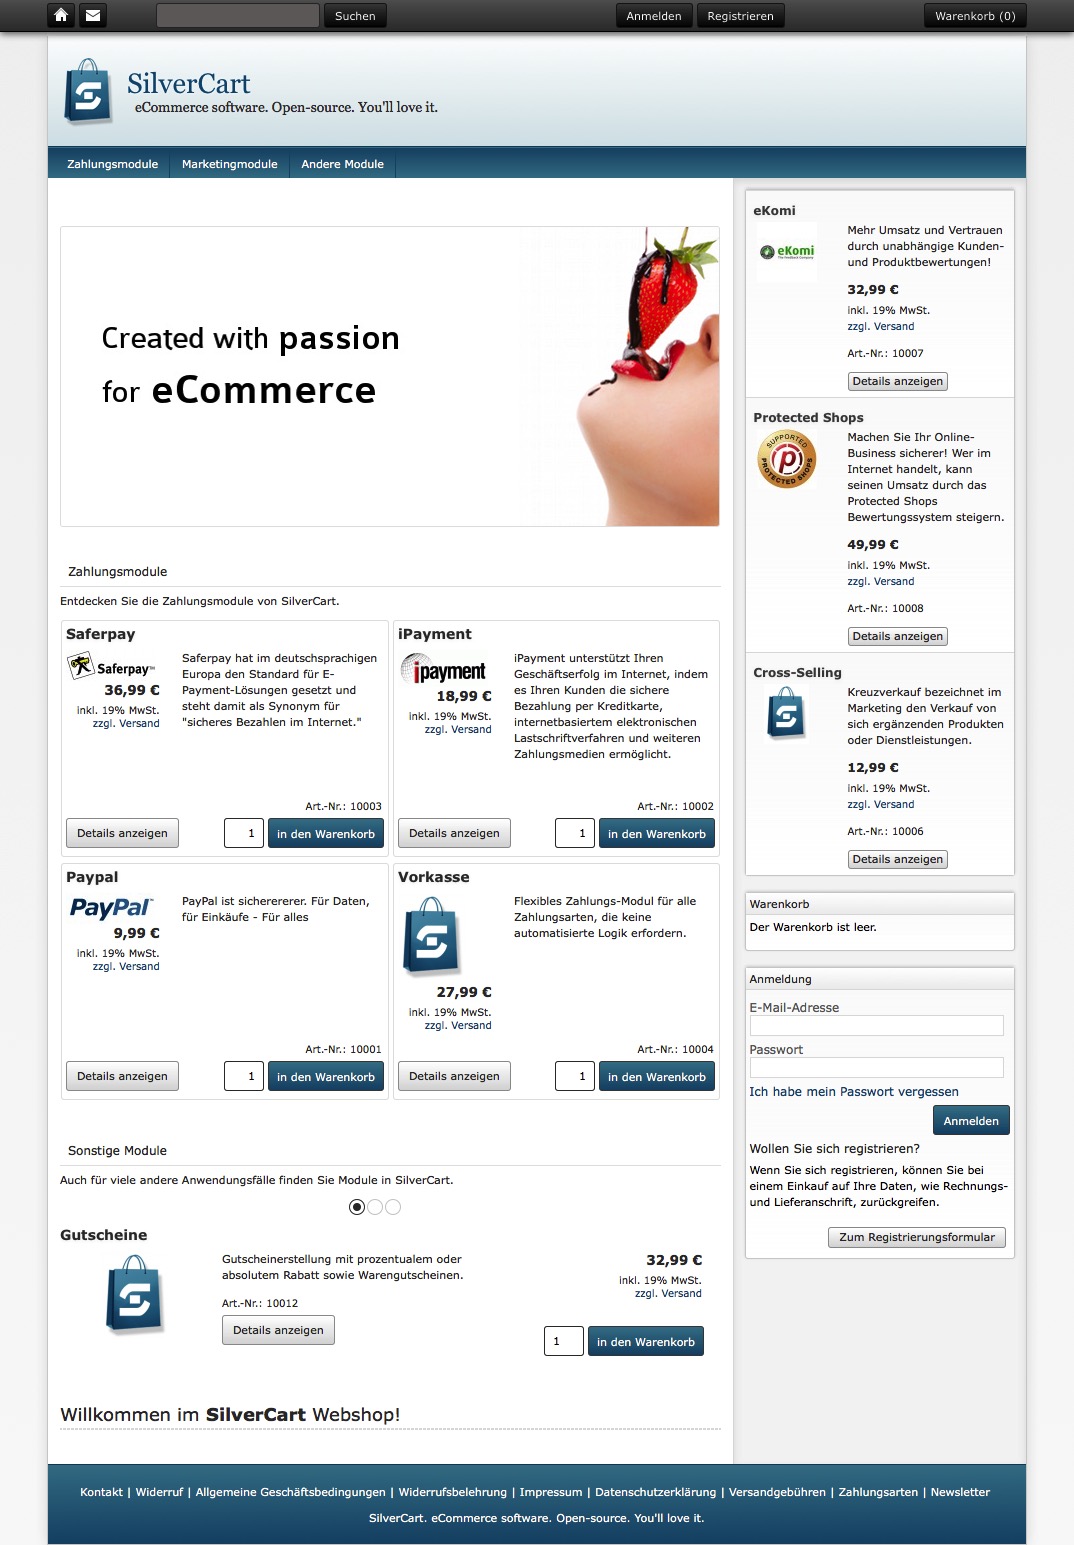 Suchen
Anmelden
Registrieren
Warenkorb (0)
SilverCart
eCommerce software. Open-source. You'll love it.
Zahlungsmodule
Marketingmodule
Andere Module
Created with passion
for eCommerce
Zahlungsmodule
Entdecken Sie die Zahlungsmodule von SilverCart.
Saferpay
Saferpay
36,99 €
inkl. 19% MwSt.
zzgl. Versand
Saferpay hat im deutschsprachigen
Europa den Standard für E-
Payment-Lösungen gesetzt und
steht damit als Synonym für
"sicheres Bezahlen im Internet."
Art.-Nr.: 10003
Details anzeigen
1
in den Warenkorb
iPayment
ipayment
18,99 €
inkl. 19% MwSt.
zzgl. Versand
iPayment unterstützt Ihren
Geschäftserfolg im Internet, indem
es Ihren Kunden die sichere
Bezahlung per Kreditkarte,
internetbasiertem elektronischen
Lastschriftverfahren und weiteren
Zahlungsmedien ermöglicht.
Art.-Nr.: 10002
Details anzeigen
1
in den Warenkorb
Paypal
PayPal
9,99 €
inkl. 19% MwSt.
zzgl. Versand
PayPal ist sichererer. Für Daten,
für Einkäufe - Für alles
Art.-Nr.: 10001
Details anzeigen
1
in den Warenkorb
Vorkasse
27,99 €
inkl. 19% MwSt.
zzgl. Versand
Flexibles Zahlungs-Modul für alle
Zahlungsarten, die keine
automatisierte Logik erfordern.
Art.-Nr.: 10004
Details anzeigen
1
in den Warenkorb
Sonstige Module
Auch für viele andere Anwendungsfälle finden Sie Module in SilverCart.
Gutscheine
Gutscheinerstellung mit prozentualem oder
absolutem Rabatt sowie Warengutscheinen.
Art.-Nr.: 10012
Details anzeigen
32,99 €
inkl. 19% MwSt.
zzgl. Versand
1
in den Warenkorb
Willkommen im SilverCart Webshop!
eKomi
eKomi
The Feedback Company
Mehr Umsatz und Vertrauen
durch unabhängige Kunden-
und Produktbewertungen!
32,99 €
inkl. 19% MwSt.
zzgl. Versand
Art.-Nr.: 10007
Details anzeigen
Protected Shops
SUPPORTED
PROTECTED SHOPS
Machen Sie Ihr Online-
Business sicherer! Wer im
Internet handelt, kann
seinen Umsatz durch das
Protected Shops
Bewertungssystem steigern.
49,99 €
inkl. 19% MwSt.
zzgl. Versand
Art.-Nr.: 10008
Details anzeigen
Cross-Selling
Kreuzverkauf bezeichnet im
Marketing den Verkauf von
sich ergänzenden Produkten
oder Dienstleistungen.
12,99 €
inkl. 19% MwSt.
zzgl. Versand
Art.-Nr.: 10006
Details anzeigen
Warenkorb
Der Warenkorb ist leer.
Anmeldung
E-Mail-Adresse
Passwort
Ich habe mein Passwort vergessen
Anmelden
Wollen Sie sich registrieren?
Wenn Sie sich registrieren, können Sie bei
einem Einkauf auf Ihre Daten, wie Rechnungs-
und Lieferanschrift, zurückgreifen.
Zum Registrierungsformular
Kontakt | Widerruf | Allgemeine Geschäftsbedingungen | Widerrufsbelehrung | Impressum | Datenschutzerklärung | Versandgebühren | Zahlungsarten | Newsletter
SilverCart. eCommerce software. Open-source. You'll love it.